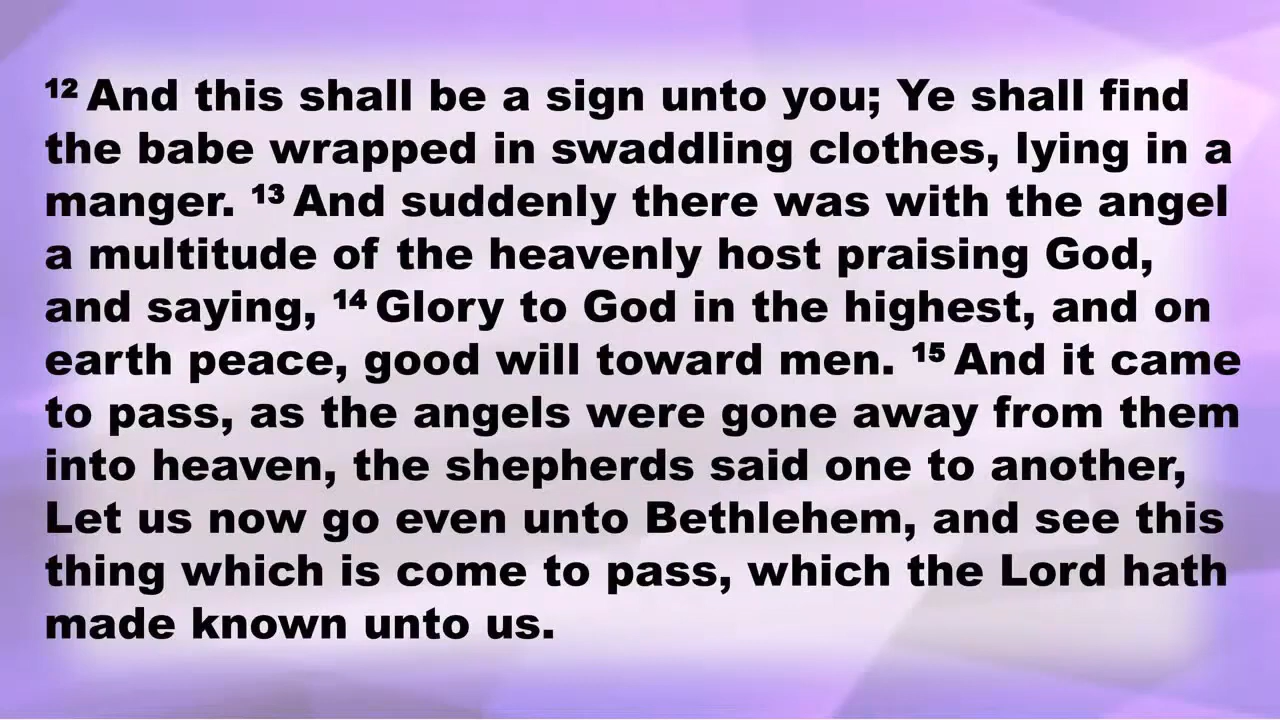 12 And this shall be a sign unto you; Ye shall find
the babe wrapped in swaddling clothes, lying in a
manger. 13 And suddenly there was with the angel
a multitude of the heavenly host praising God,
and saying, 14 Glory to God in the highest, and on
earth peace, good will toward men. 15 And it came
to pass, as the angels were gone away from them
into heaven, the shepherds said one to another,
Let us now go even unto Bethlehem, and see this
thing which is come to pass, which the Lord hath
made known unto us.